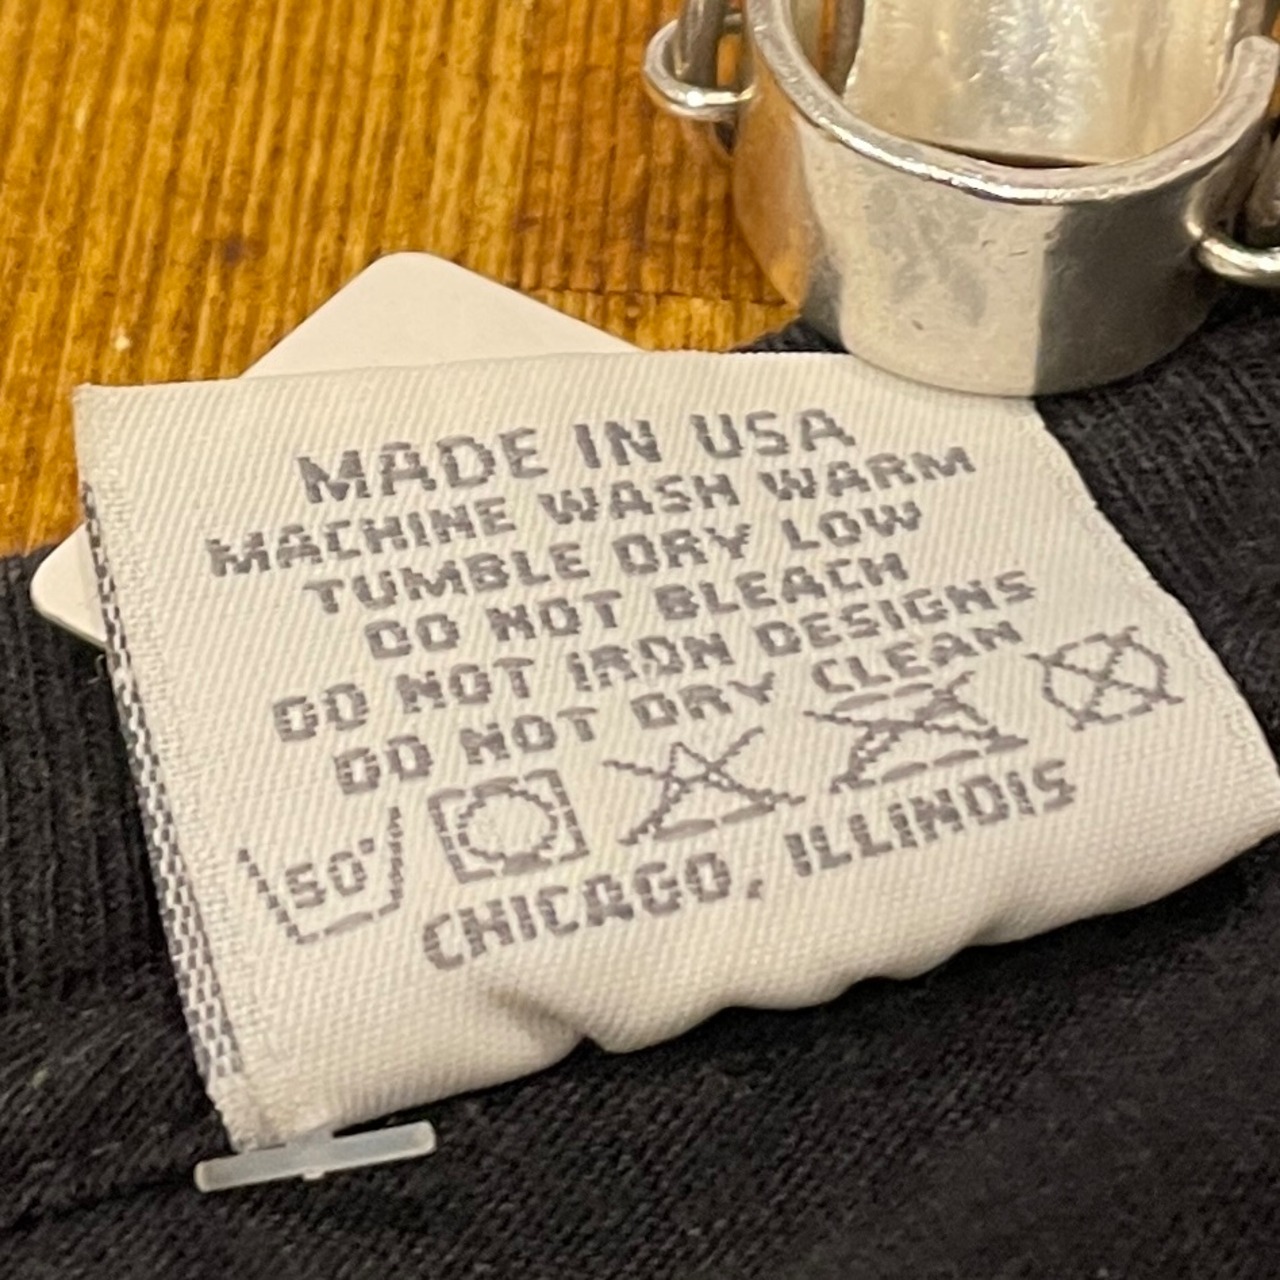 MADE IN USA
MACHINE WASH WARM
TUMBLE DRY LOW
DO NOT BLEACH
DO NOT IRON DESIGNS
DO NOT DRY CLEAN
50°
CHICAGO, ILLINOIS